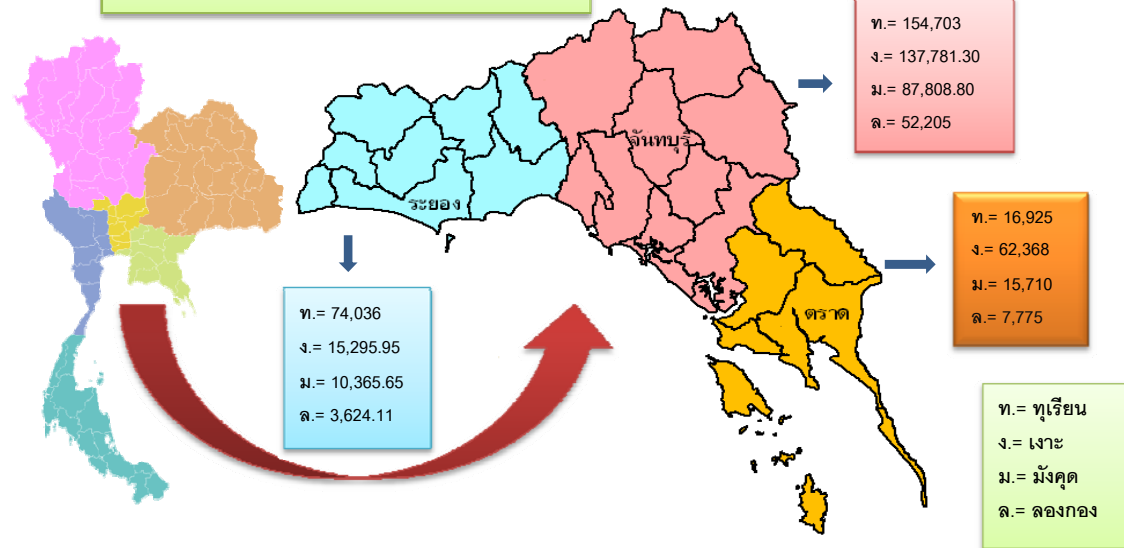 ท.= 154,703
ง.= 137,781.30
ม.= 87,808.80
ล.= 52,205
จันทบุรี
ระยอง
ท.= 16,925
ง.= 62,368
ม.= 15,710
ล.= 7,775
ตราด
ท.= 74,036
ง.= 15,295.95
ม.= 10,365.65
ล.= 3,624.11
ท.= ทุเรียน
ง.= เงาะ
ม.= มังคุด
ล.= ลองกอง